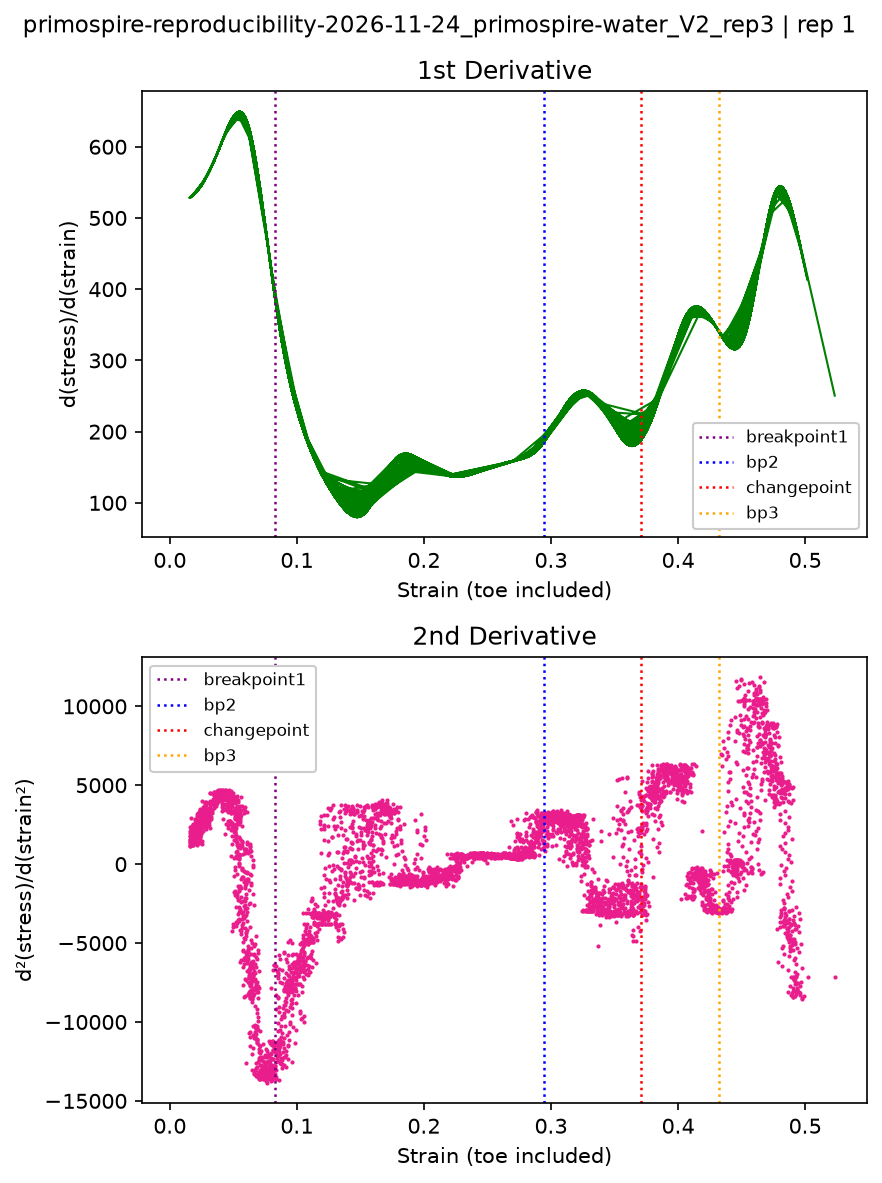 primospire-reproducibility-2026-11-24_primospire-water_V2_rep3 | rep 1
1st Derivative
d(stress)/d(strain)
600
500
400
300
200
100
breakpoint1
bp2
changepoint
bp3
0.0 0.1 0.2 0.3 0.4 0.5
Strain (toe included)
2nd Derivative
d²(stress)/d(strain²)
breakpoint1
bp2
changepoint
bp3
10000
5000
0
−5000
−10000
−15000
0.0 0.1 0.2 0.3 0.4 0.5
Strain (toe included)